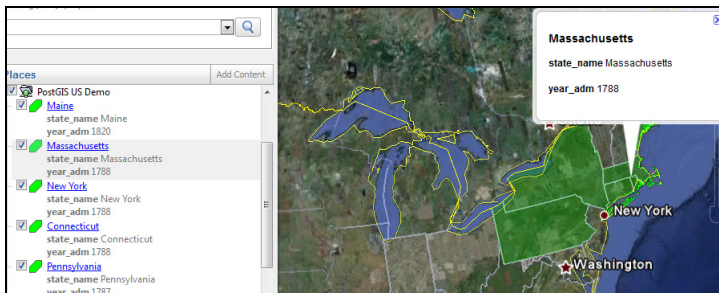 Places
Add Content
PostGIS US Demo
Maine
state_name Maine
year_adm 1820
Massachusetts
state_name Massachusetts
year_adm 1788
New York
state_name New York
year_adm 1788
Connecticut
state_name Connecticut
year_adm 1788
Pennsylvania
state_name Pennsylvania
year_adm 1787
Massachusetts
state_name Massachusetts
year_adm 1788
New York
Washington